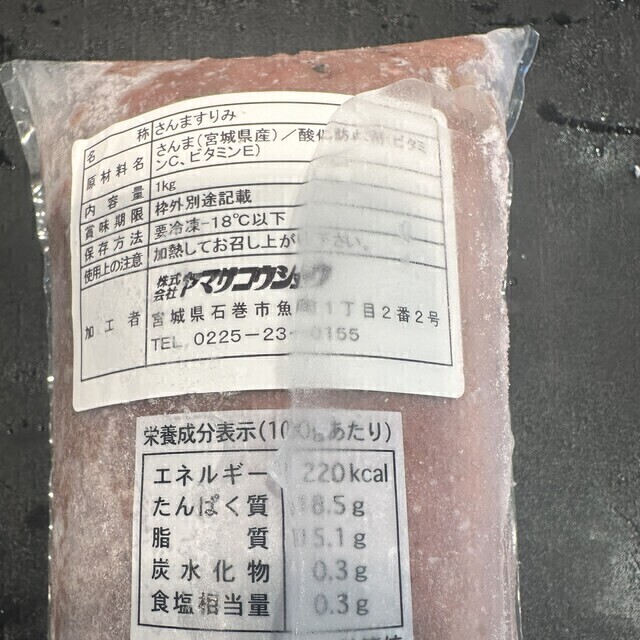 名 称 さんますりみ
原材料名 さんま(宮城県産)/酸化防止剤(ビタミ
ンC、ビタミンE)
内容量 1kg
賞味期限 枠外別途記載
保存方法 要冷凍-18℃以下
使用上の注意 加熱してお召し上がり下さい。
株式会社 ヤマサコウショウ
加工者 宮城県石巻市魚町1丁目2番2号
TEL 0225-23-0155
栄養成分表示(100gあたり)
エネルギー 220kcal
たんぱく質 18.5g
脂質 15.1g
炭水化物 0.3g
食塩相当量 0.3g